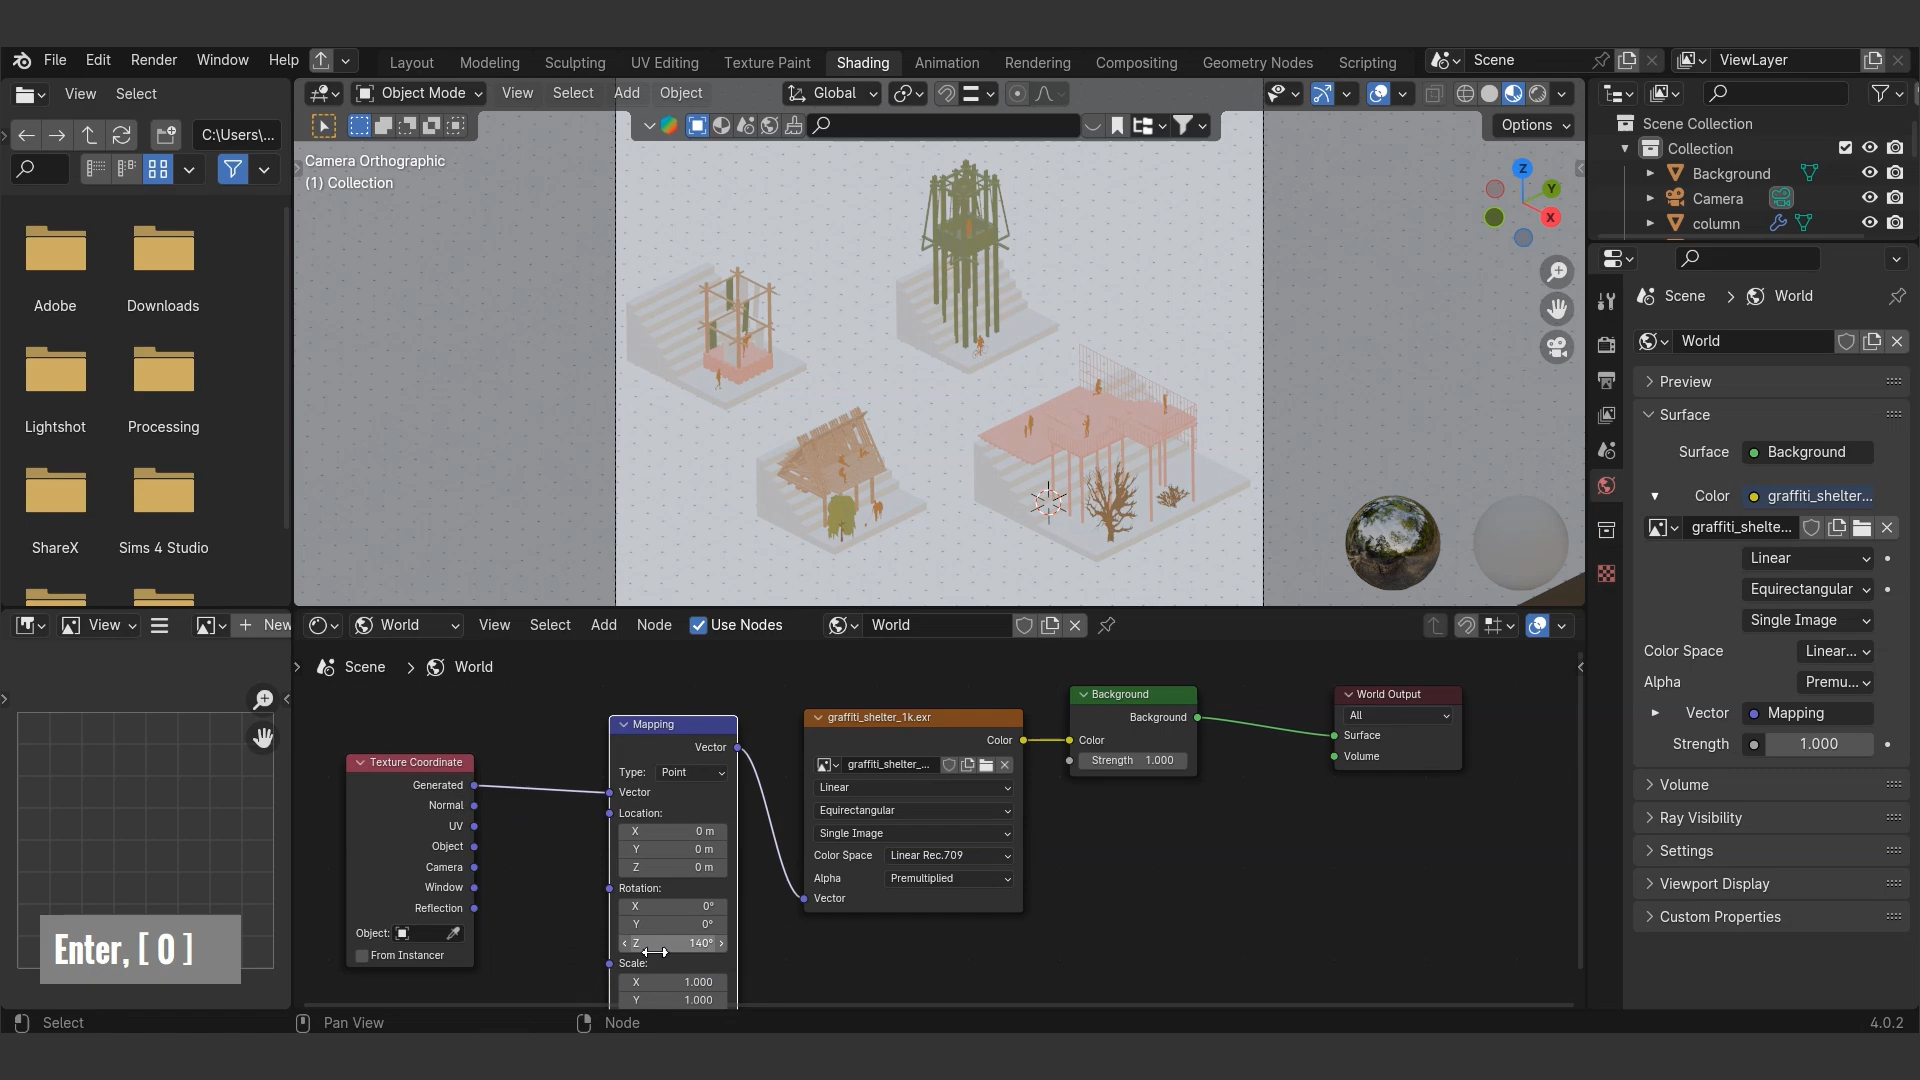 File Edit Render Window Help
Layout Modeling Sculpting UV Editing Texture Paint Shading Animation Rendering Compositing Geometry Nodes Scripting
Scene
ViewLayer
View Select
Object Mode View Select Add Object
Global
C:\Users\...
Options
Camera Orthographic
(1) Collection
Z
Y
X
Adobe
Downloads
Lightshot
Processing
ShareX
Sims 4 Studio
Scene Collection
Collection
Background
Camera
column
Scene > World
World
Preview
Surface
Surface Background
Color graffiti_shelter...
graffiti_shelte...
Linear
Equirectangular
Single Image
Color Space Linear...
Alpha Premu...
Vector Mapping
Strength 1.000
Volume
Ray Visibility
Settings
Viewport Display
Custom Properties
View
+ New
World View Select Add Node Use Nodes
World
Scene > World
Texture Coordinate
Generated
Normal
UV
Object
Camera
Window
Reflection
Object:
From Instancer
Mapping
Vector
Type: Point
Vector
Location:
X 0 m
Y 0 m
Z 0 m
Rotation:
X 0°
Y 0°
Z 140°
Scale:
X 1.000
Y 1.000
graffiti_shelter_1k.exr
Color
graffiti_shelter_...
Linear
Equirectangular
Single Image
Color Space Linear Rec.709
Alpha Premultiplied
Vector
Background
Background
Color
Strength 1.000
World Output
All
Surface
Volume
Enter, [ 0 ]
Select
Pan View
Node
4.0.2